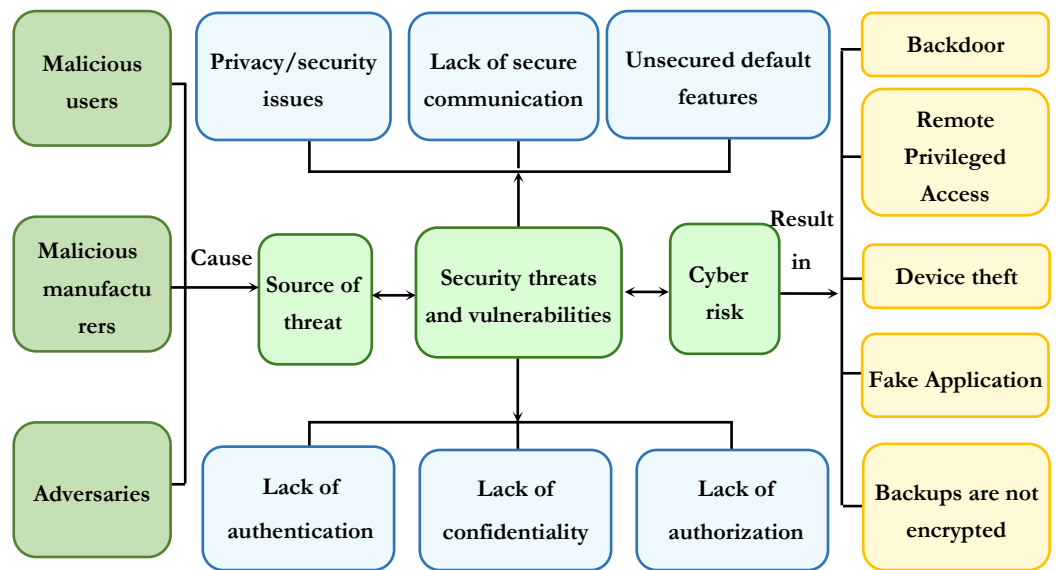 Malicious
users
Malicious
manufactu
rers
Adversaries
Cause
Privacy/security
issues
Lack of secure
communication
Unsecured default
features
Source of
threat
Security threats
and vulnerabilities
Cyber
risk
Lack of
authentication
Lack of
confidentiality
Lack of
authorization
Result
in
Backdoor
Remote
Privileged
Access
Device theft
Fake Application
Backups are not
encrypted